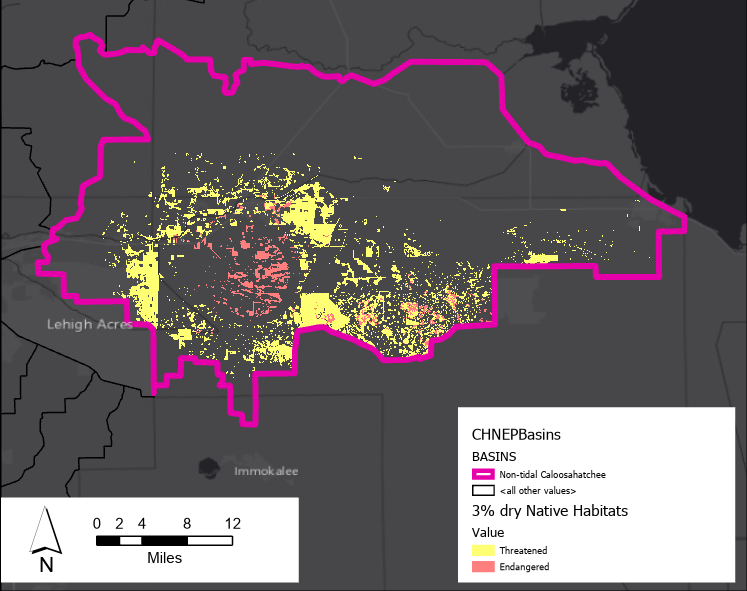 Lehigh Acres
Immokalee
CHNEPBasins
BASINS
Non-tidal Caloosahatchee
<all other values>
3% dry Native Habitats
Value
Threatened
Endangered
0 2 4 8 12
Miles
N